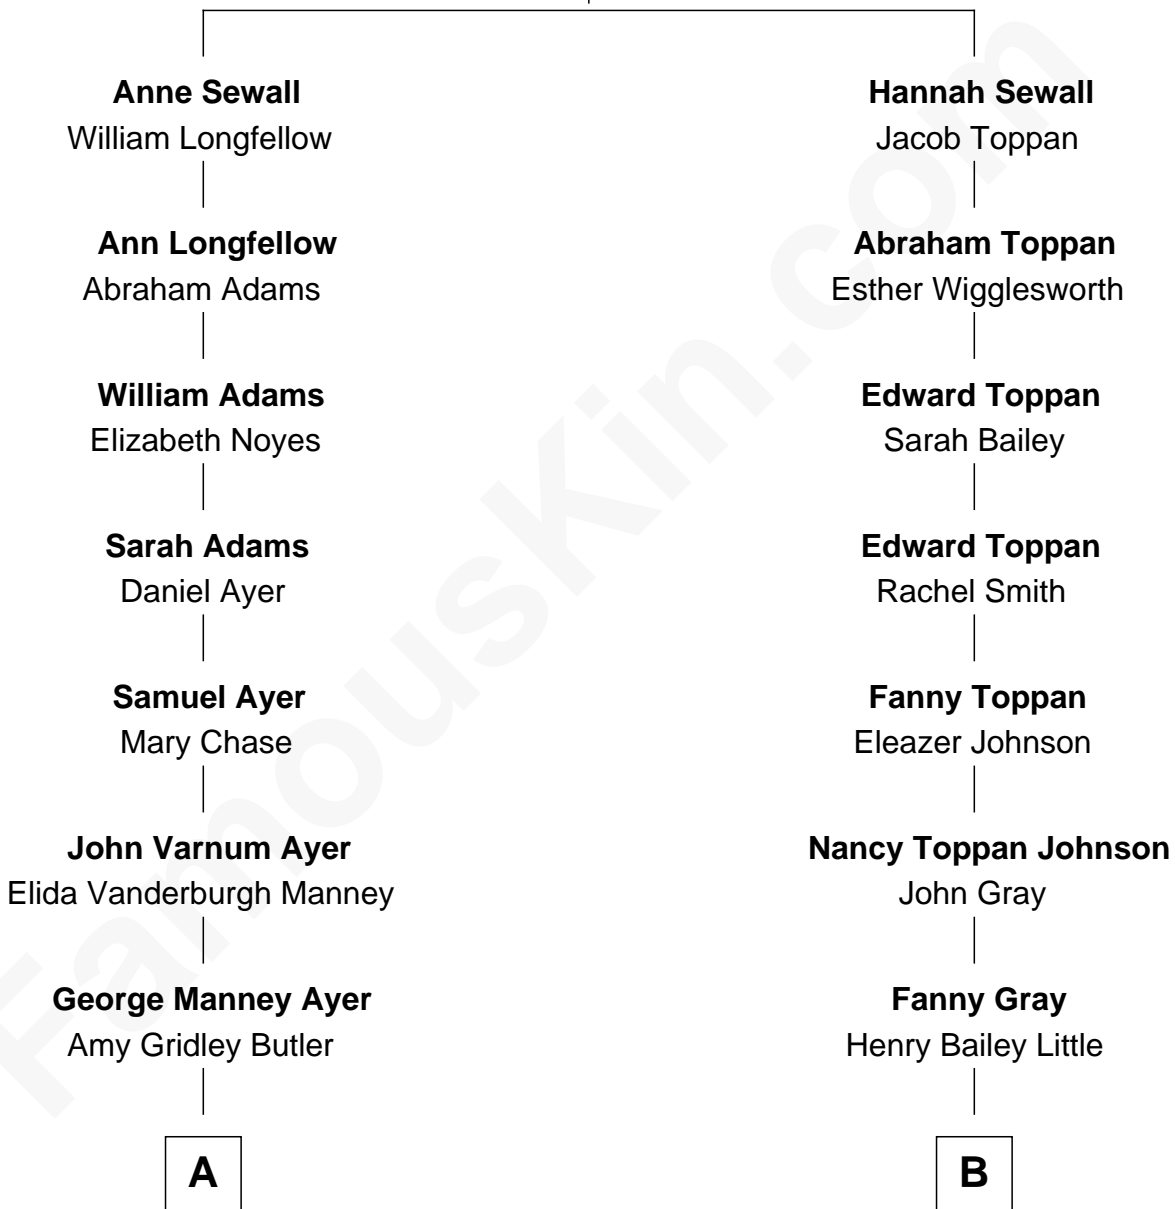 Anne Sewall
William Longfellow
Ann Longfellow
Abraham Adams
William Adams
Elizabeth Noyes
Sarah Adams
Daniel Ayer
Samuel Ayer
Mary Chase
John Varnum Ayer
Elida Vanderburgh Manney
George Manney Ayer
Amy Gridley Butler
A
Hannah Sewall
Jacob Toppan
Abraham Toppan
Esther Wigglesworth
Edward Toppan
Sarah Bailey
Edward Toppan
Rachel Smith
Fanny Toppan
Eleazer Johnson
Nancy Toppan Johnson
John Gray
Fanny Gray
Henry Bailey Little
B
FamousKin.com